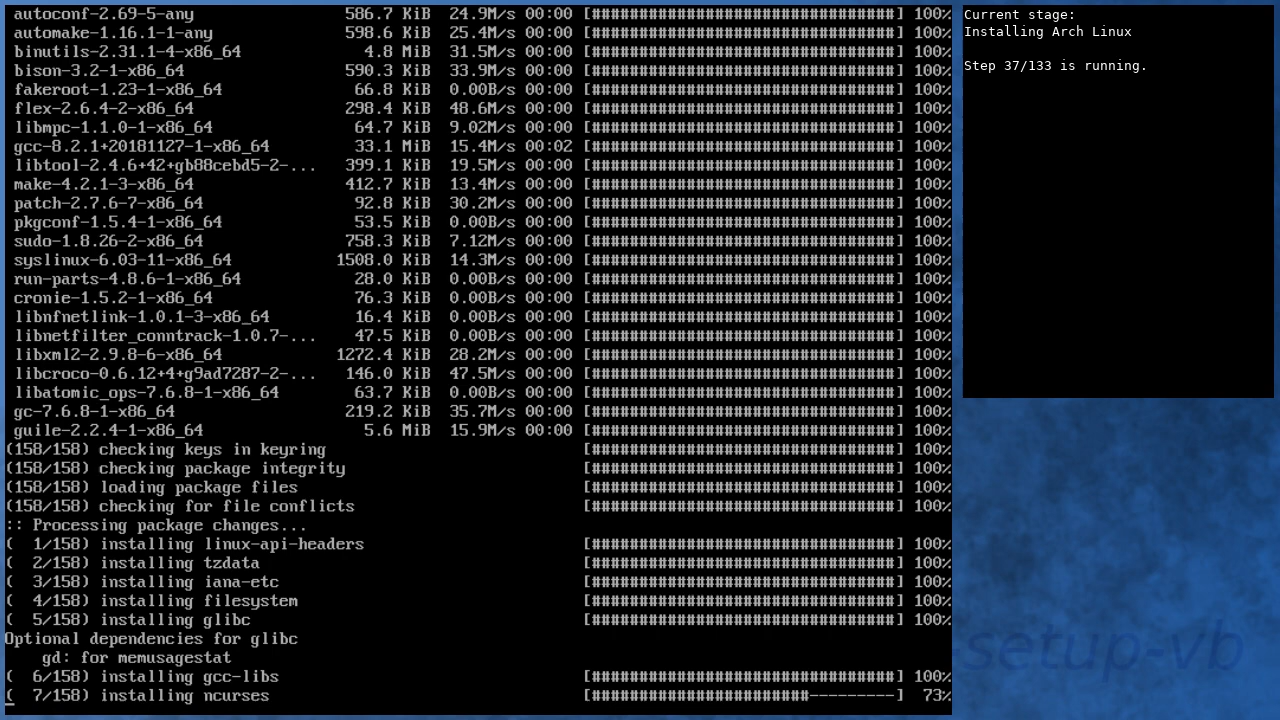 autoconf-2.69-5-any 586.7 KiB 24.9M/s 00:00 [################################] 100%
automake-1.16.1-1-any 598.6 KiB 25.4M/s 00:00 [################################] 100%
binutils-2.31.1-4-x86_64 4.8 MiB 31.5M/s 00:00 [################################] 100%
bison-3.2-1-x86_64 590.3 KiB 33.9M/s 00:00 [################################] 100%
fakeroot-1.23-1-x86_64 66.8 KiB 0.00B/s 00:00 [################################] 100%
flex-2.6.4-2-x86_64 298.4 KiB 48.6M/s 00:00 [################################] 100%
libmpc-1.1.0-1-x86_64 64.7 KiB 9.02M/s 00:00 [################################] 100%
gcc-8.2.1+20181127-1-x86_64 33.1 MiB 15.4M/s 00:02 [################################] 100%
libtool-2.4.6+42+gb88cebd5-2-... 399.1 KiB 19.5M/s 00:00 [################################] 100%
make-4.2.1-3-x86_64 412.7 KiB 13.4M/s 00:00 [################################] 100%
patch-2.7.6-7-x86_64 92.8 KiB 30.2M/s 00:00 [################################] 100%
pkgconf-1.5.4-1-x86_64 53.5 KiB 0.00B/s 00:00 [################################] 100%
sudo-1.8.26-2-x86_64 758.3 KiB 7.12M/s 00:00 [################################] 100%
syslinux-6.03-11-x86_64 1508.0 KiB 14.3M/s 00:00 [################################] 100%
run-parts-4.8.6-1-x86_64 28.0 KiB 0.00B/s 00:00 [################################] 100%
cronie-1.5.2-1-x86_64 76.3 KiB 0.00B/s 00:00 [################################] 100%
libnfnetlink-1.0.1-3-x86_64 16.4 KiB 0.00B/s 00:00 [################################] 100%
libnetfilter_conntrack-1.0.7-... 47.5 KiB 0.00B/s 00:00 [################################] 100%
libxml2-2.9.8-6-x86_64 1272.4 KiB 28.2M/s 00:00 [################################] 100%
libcroco-0.6.12+4+g9ad7287-2-... 146.0 KiB 47.5M/s 00:00 [################################] 100%
libatomic_ops-7.6.8-1-x86_64 63.7 KiB 0.00B/s 00:00 [################################] 100%
gc-7.6.8-1-x86_64 219.2 KiB 35.7M/s 00:00 [################################] 100%
guile-2.2.4-1-x86_64 5.6 MiB 15.9M/s 00:00 [################################] 100%
(158/158) checking keys in keyring [################################] 100%
(158/158) checking package integrity [################################] 100%
(158/158) loading package files [################################] 100%
(158/158) checking for file conflicts [################################] 100%
:: Processing package changes...
( 1/158) installing linux-api-headers [################################] 100%
( 2/158) installing tzdata [################################] 100%
( 3/158) installing iana-etc [################################] 100%
( 4/158) installing filesystem [################################] 100%
( 5/158) installing glibc [################################] 100%
Optional dependencies for glibc
gd: for memusagestat
( 6/158) installing gcc-libs [################################] 100%
( 7/158) installing ncurses [#######################---------] 73%
Current stage:
Installing Arch Linux
Step 37/133 is running.
-setup-vb